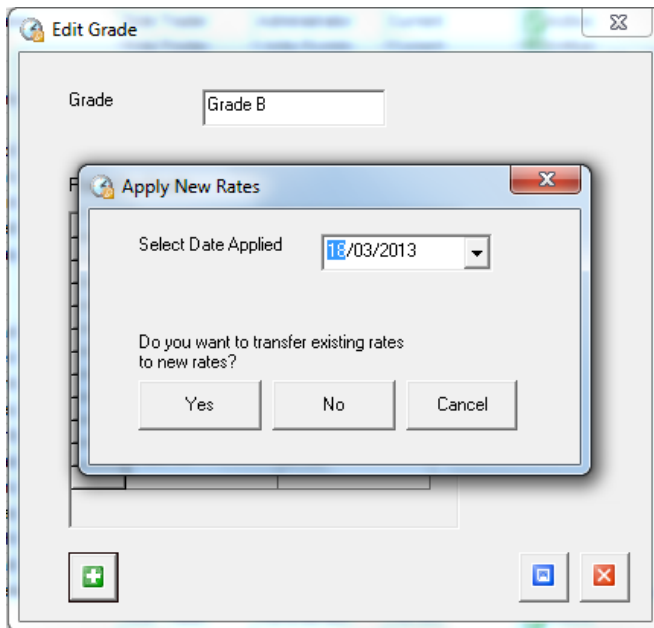 Edit Grade
Grade
Grade B
Apply New Rates
Select Date Applied
18/03/2013
Do you want to transfer existing rates
to new rates?
Yes
No
Cancel